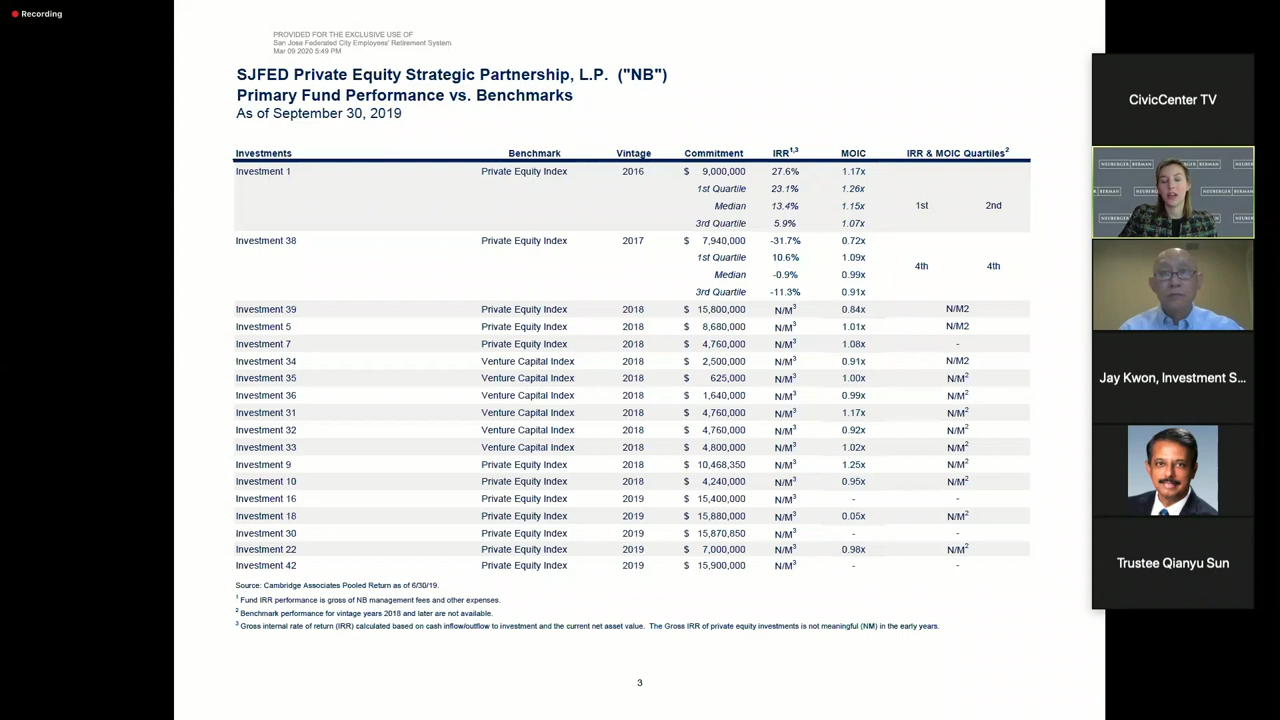 Recording
PROVIDED FOR THE EXCLUSIVE USE OF
San Jose Federated City Employees' Retirement System
Mar 09 2020 5:49 PM
SJFED Private Equity Strategic Partnership, L.P. ("NB")
Primary Fund Performance vs. Benchmarks
As of September 30, 2019
Investments Benchmark Vintage Commitment IRR1,3 MOIC IRR & MOIC Quartiles2
Investment 1 Private Equity Index 2016 $ 9,000,000 27.6% 1.17x
1st Quartile 23.1% 1.26x
Median 13.4% 1.15x 1st 2nd
3rd Quartile 5.9% 1.07x
Investment 38 Private Equity Index 2017 $ 7,940,000 -31.7% 0.72x
1st Quartile 10.6% 1.09x
4th 4th
Median -0.9% 0.99x
3rd Quartile -11.3% 0.91x
Investment 39 Private Equity Index 2018 $ 15,800,000 N/M3 0.84x N/M2
Investment 5 Private Equity Index 2018 $ 8,680,000 N/M3 1.01x N/M2
Investment 7 Private Equity Index 2018 $ 4,760,000 N/M3 1.08x -
Investment 34 Venture Capital Index 2018 $ 2,500,000 N/M3 0.91x N/M2
Investment 35 Venture Capital Index 2018 $ 625,000 N/M3 1.00x N/M2
Investment 36 Venture Capital Index 2018 $ 1,640,000 N/M3 0.99x N/M2
Investment 31 Venture Capital Index 2018 $ 4,760,000 N/M3 1.17x N/M2
Investment 32 Venture Capital Index 2018 $ 4,760,000 N/M3 0.92x N/M2
Investment 33 Venture Capital Index 2018 $ 4,800,000 N/M3 1.02x N/M2
Investment 9 Private Equity Index 2018 $ 10,468,350 N/M3 1.25x N/M2
Investment 10 Private Equity Index 2018 $ 4,240,000 N/M3 0.95x N/M2
Investment 16 Private Equity Index 2019 $ 15,400,000 N/M3 - -
Investment 18 Private Equity Index 2019 $ 15,880,000 N/M3 0.05x N/M2
Investment 30 Private Equity Index 2019 $ 15,870,850 N/M3 - -
Investment 22 Private Equity Index 2019 $ 7,000,000 N/M3 0.98x N/M2
Investment 42 Private Equity Index 2019 $ 15,900,000 N/M3 - -
Source: Cambridge Associates Pooled Return as of 6/30/19.
1 Fund IRR performance is gross of NB management fees and other expenses.
2 Benchmark performance for vintage years 2018 and later are not available.
3 Gross internal rate of return (IRR) calculated based on cash inflow/outflow to investment and the current net asset value. The Gross IRR of private equity investments is not meaningful (NM) in the early years.
3
CivicCenter TV
NEUBERGER BERMAN
Jay Kwon, Investment S...
Trustee Qianyu Sun